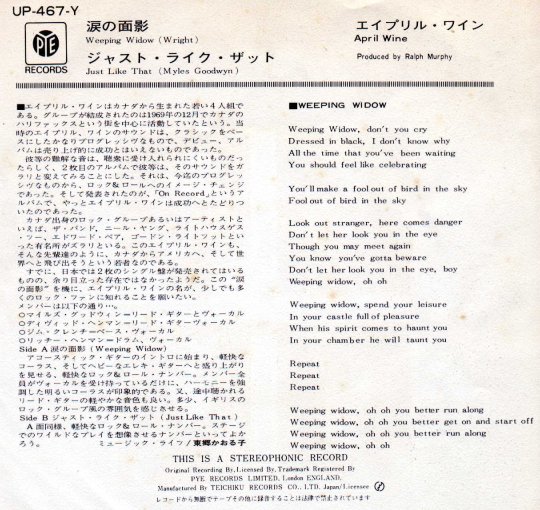 UP-467-Y
PYE
RECORDS
涙の面影
Weeping Widow (Wright)
ジャスト・ライク・ザット
Just Like That (Myles Goodwyn)
エイプリル・ワイン
April Wine
Produced by Ralph Murphy
■エイプリル・ワインはカナダから生まれた若い4人組で
ある。グループが結成されたのは1969年の12月でカナダの
ハリファックスという街を中心に活動していたという。当
時のエイプリル、ワインのサウンドは、クラシックをベー
スにしたかなりプログレッシヴなもので、デビュー、アル
バムは売り上げ的に成功とはいえないものであった。
彼等の難解な音は、聴衆に受け入れられにくいものだっ
たらしく、2枚目のアルバムで彼等は、そのサウンドをガ
ラリと変えてみることにした。それは、今迄のプログレッ
シヴなものから、ロック&ロールへのイメージ・チェンジ
であった。そして発表されたのが、「On Record」というア
ルバムで、やっとエイプリル・ワインは成功へとたどりつ
いたのであった。
カナダ出身のロック・グループあるいはアーティストと
いえば、ザ・バンド、ニール・ヤング、ライトハウスゲス
・ツー、エドワード・ベア、ゴードン・ライトフットとい
った有名所がズラリといる。このエイプリル・ワインも、
そんな先輩達のように、カナダからアメリカへ、そして世
界へと飛び出そうという若者なのである。
すでに、日本では2枚のシングル盤が発売されてはいる
ものの、余り目立った存在ではなかったようだ。この“涙
の面影”を機に、エイプリル・ワインの名が、少しでも多
くのロック・ファンに知れることを願いたい。
メンバーは以下の通り…。
○マイルズ・グッドウィン―リード・ギターとヴォーカル
○ディヴィッド・ヘンマン―リード・ギターヴォーカル
○ジム・クレンチ―ベース・ヴォーカル
○リッチー・ヘンマン―ドラム、ヴォーカル
Side A 涙の面影 (Weeping Widow)
アコースティック・ギターのイントロに始まり、軽快な
コーラス、そしてヘビーなエレキ・ギターへと盛り上がり
を見せる、軽快なロック&ロール・ナンバー。メンバー全
員がヴォーカルを受け持っているだけに、ハーモニーを強
調した明るいコーラスが印象的である。又、途中聴かれる
リード・ギターの軽やかな音色も良い。多分、イギリスの
ロック・グループ風の雰囲気を感じさせる。
Side B ジャスト・ライク・ザット (Just Like That)
A面同様、軽快なロック&ロール・ナンバー。ステージ
でのワイルドなプレイを想像させるナンバーといってよか
ろう。 ミュージック・ライフ/東郷かおる子
■WEEPING WIDOW
Weeping Widow, don't you cry
Dressed in black, I don't know why
All the time that you've been waiting
You should feel like celebrating
You'll make a fool out of bird in the sky
Fool out of bird in the sky
Look out stranger, here comes danger
Don't let her look you in the eye
Though you may meet again
You know you've gotta beware
Don't let her look you in the eye, boy
Weeping widow, oh oh
Weeping widow, spend your leisure
In your castle full of pleasure
When his spirit comes to haunt you
In your chamber he will taunt you
Repeat
Repeat
Repeat
Weeping widow, oh oh you better run along
Weeping widow, oh oh you better get on and start off
Weeping widow, oh oh you better run along
Weeping widow, oh oh
THIS IS A STEREOPHONIC RECORD
Original Recording By, Licensed By, Trademark Registered By
PYE RECORDS LIMITED, London ENGLAND.
Manufactured by TEICHIKU RECORDS CO., LTD. Japan/Licensee
レコードから無断でテープその他に録音することは法律で禁止されています